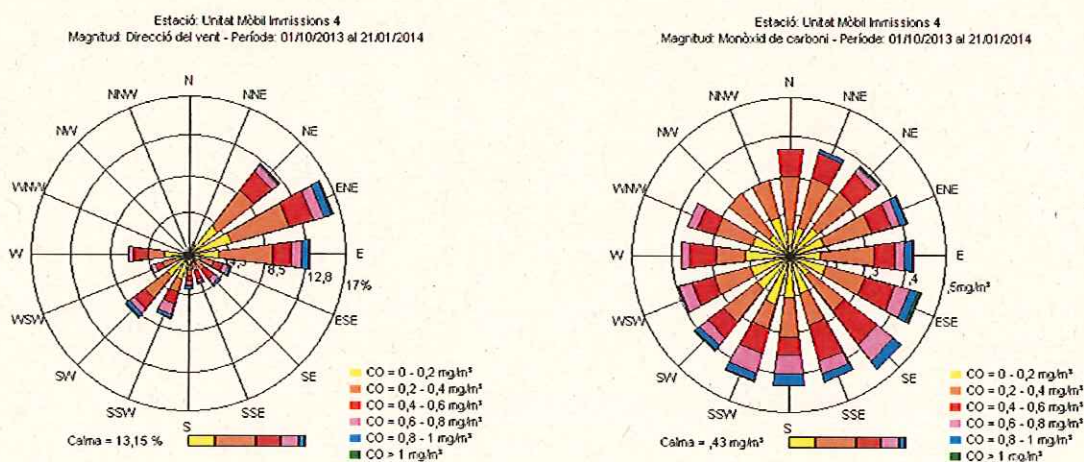 Estació: Unitat Mòbil Immissions 4
Magnitud: Direcció del vent - Període: 01/10/2013 al 21/01/2014
N
NNE
NE
ENE
E
ESE
SE
SSE
S
SSW
SW
WSW
W
WNW
NW
NNW
8,5
12,8
17%
CO = 0 - 0,2 mg/m³
CO = 0,2 - 0,4 mg/m³
CO = 0,4 - 0,6 mg/m³
CO = 0,6 - 0,8 mg/m³
CO = 0,8 - 1 mg/m³
CO > 1 mg/m³
Calma = 13,15 %
Estació: Unitat Mòbil Immissions 4
Magnitud: Monòxid de carboni - Període: 01/10/2013 al 21/01/2014
N
NNE
NE
ENE
E
ESE
SE
SSE
S
SSW
SW
WSW
W
WNW
NW
NNW
,3
,4
,5mg/m³
CO = 0 - 0,2 mg/m³
CO = 0,2 - 0,4 mg/m³
CO = 0,4 - 0,6 mg/m³
CO = 0,6 - 0,8 mg/m³
CO = 0,8 - 1 mg/m³
CO > 1 mg/m³
Calma = ,43 mg/m³